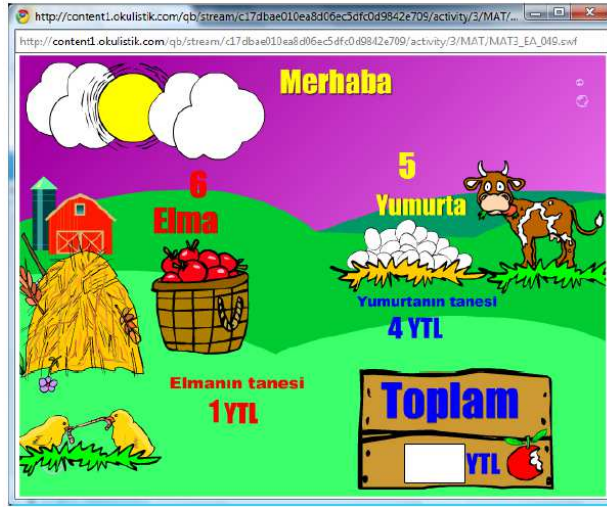 http://content1.okulistik.com/qb/stream/c17dbae010ea8d06ec5dfc0d9842e709/activity/3/MAT/...
http://content1.okulistik.com/qb/stream/c17dbae010ea8d06ec5dfc0d9842e709/activity/3/MAT/MAT3_EA_049.swf
Merhaba
6
Elma
5
Yumurta
Yumurtanın tanesi
4 YTL
Elmanın tanesi
1 YTL
Toplam
YTL